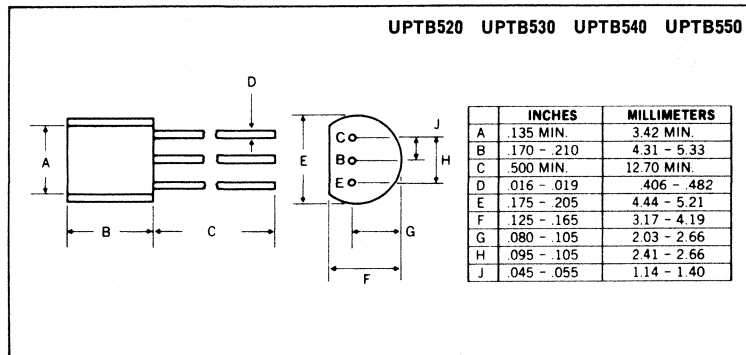 UPTB520 UPTB530 UPTB540 UPTB550
D
J
A
E
C
B
E
H
B
C
G
F
INCHES MILLIMETERS
A .135 MIN. 3.42 MIN.
B .170 - .210 4.31 - 5.33
C .500 MIN. 12.70 MIN.
D .016 - .019 .406 - .482
E .175 - .205 4.44 - 5.21
F .125 - .165 3.17 - 4.19
G .080 - .105 2.03 - 2.66
H .095 - .105 2.41 - 2.66
J .045 - .055 1.14 - 1.40